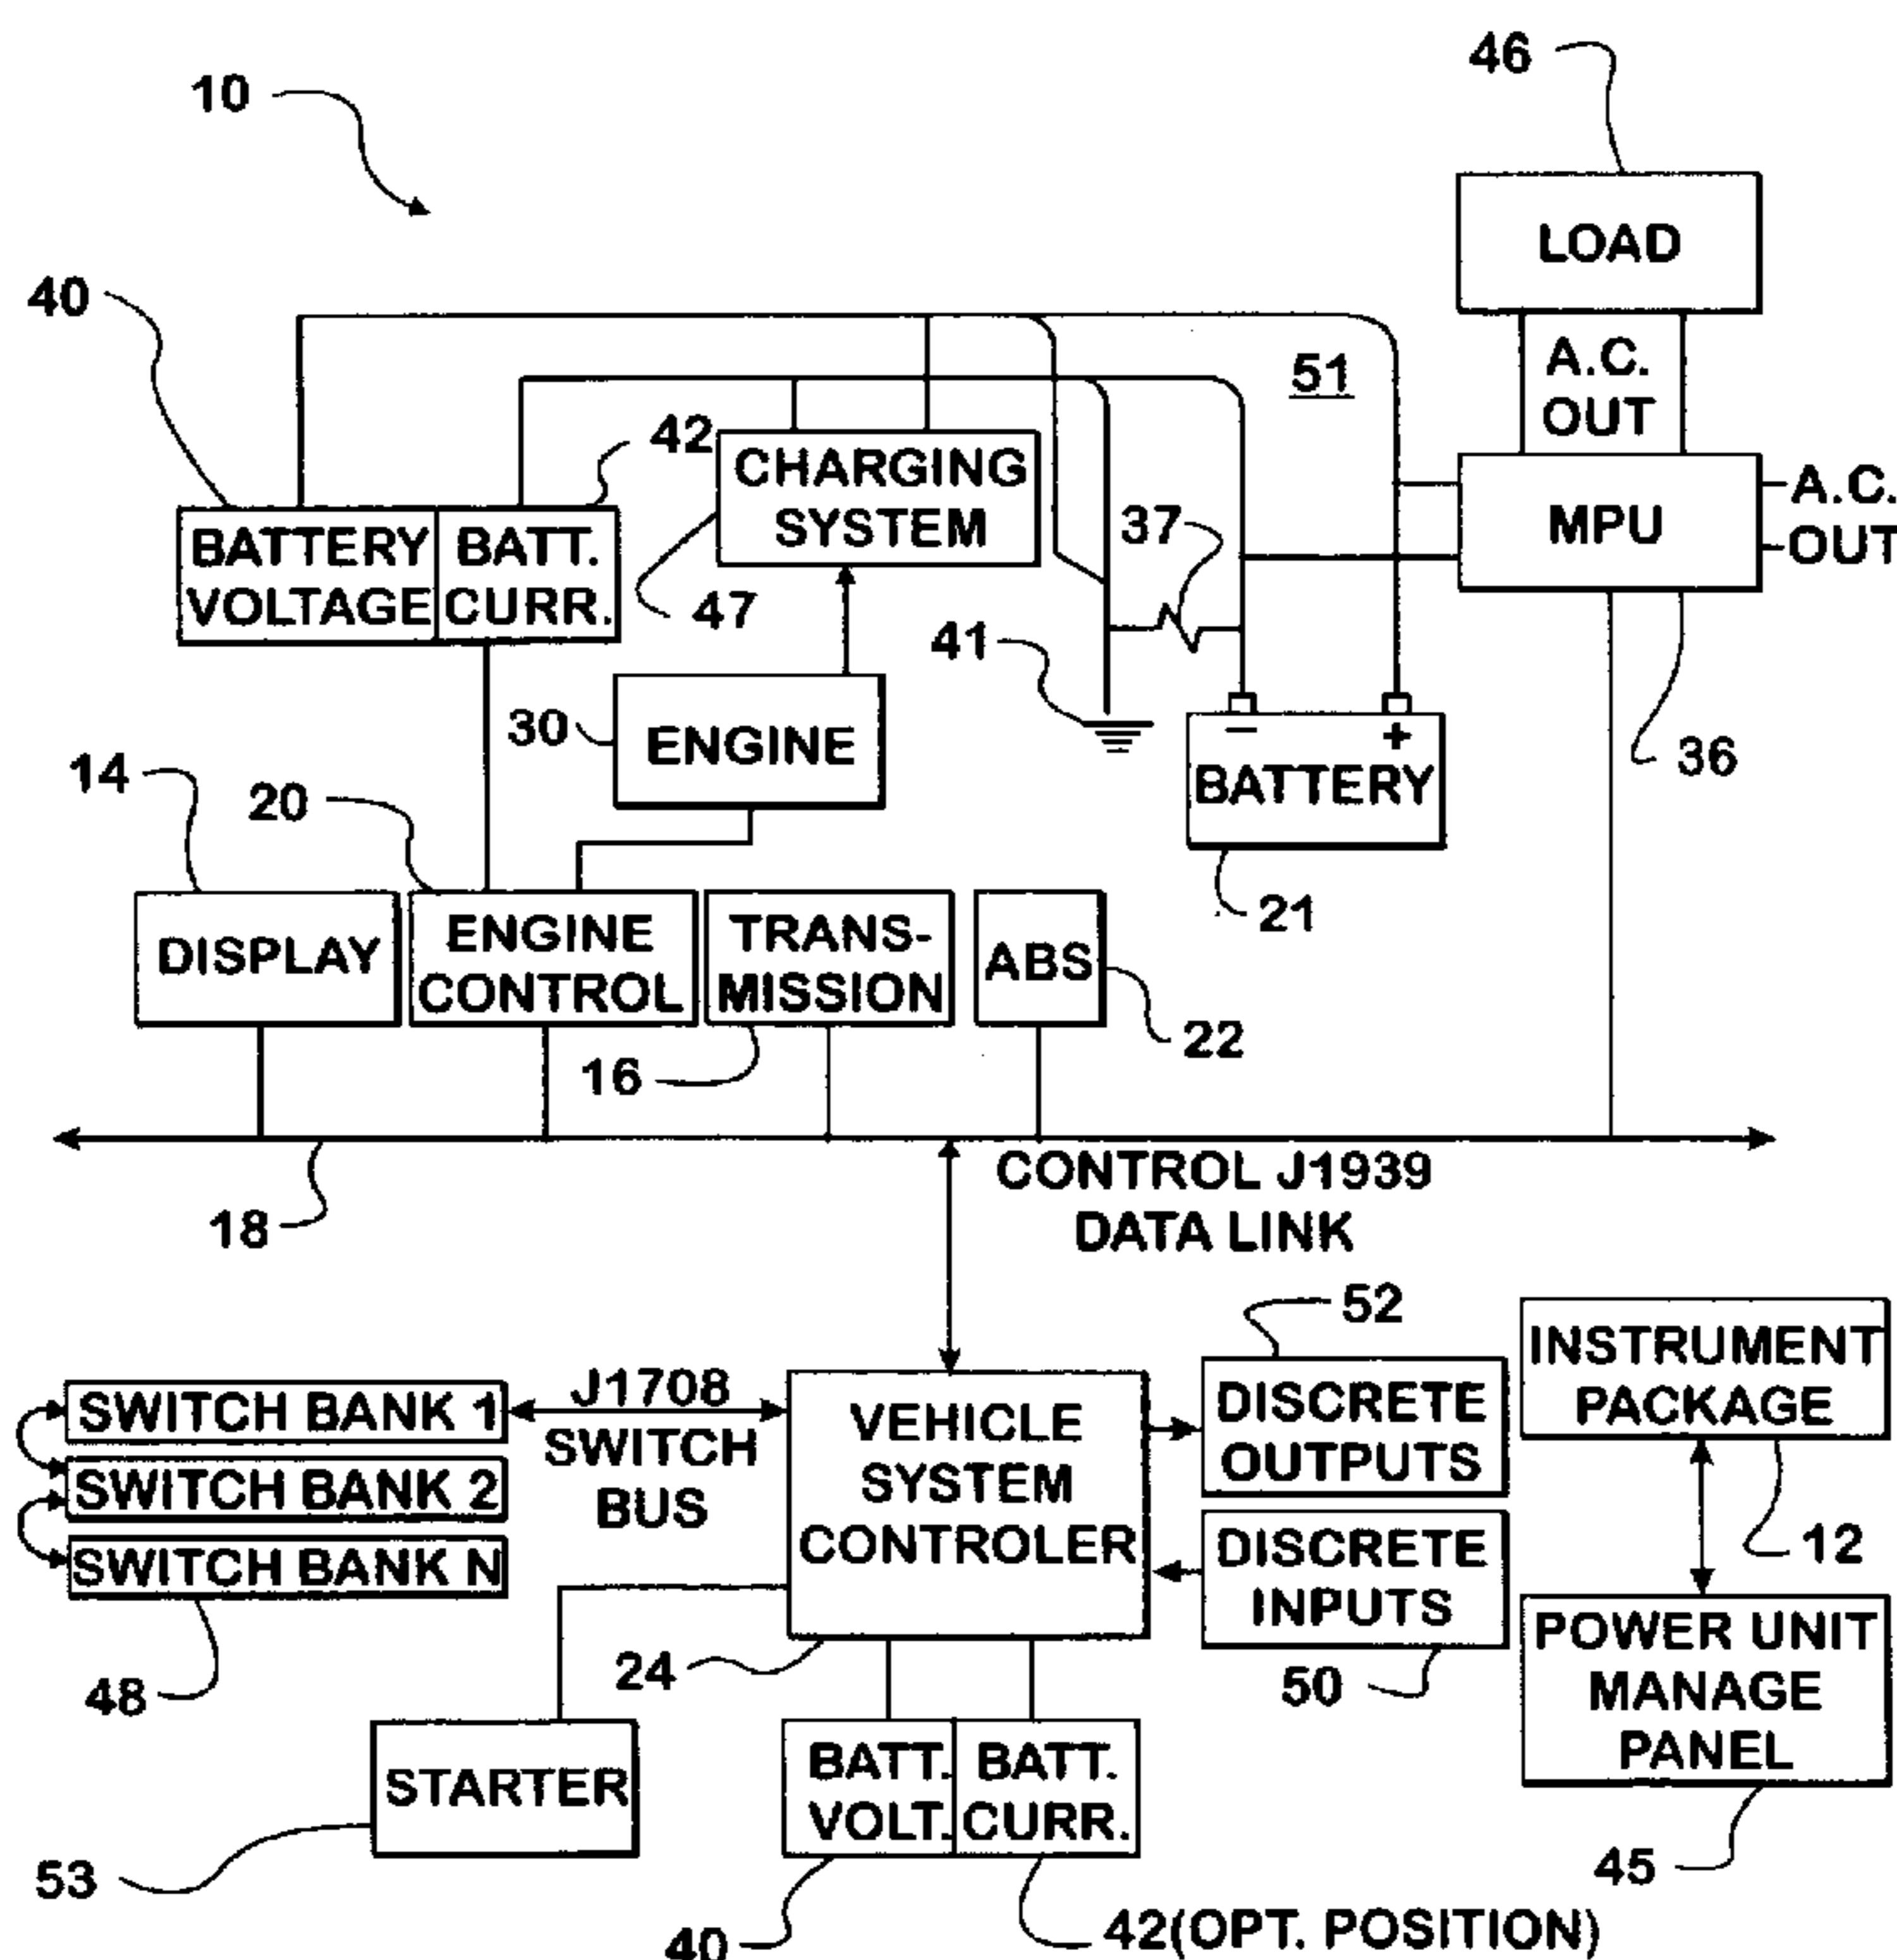 46
10
LOAD
40
A.C.
OUT
51
42
CHARGING
SYSTEM
MPU
A.C.
OUT
BATTERY
VOLTAGE
BATT.
CURR.
37
47
41
30
ENGINE
−
+
BATTERY
36
14
20
21
DISPLAY
ENGINE
CONTROL
TRANS-
MISSION
ABS
22
16
CONTROL J1939
DATA LINK
18
52
INSTRUMENT
PACKAGE
SWITCH BANK 1
SWITCH BANK 2
SWITCH BANK N
J1708
SWITCH
BUS
VEHICLE
SYSTEM
CONTROLER
DISCRETE
OUTPUTS
DISCRETE
INPUTS
12
POWER UNIT
MANAGE
PANEL
48
24
50
STARTER
BATT.
VOLT.
BATT.
CURR.
53
45
40
42(OPT. POSITION)